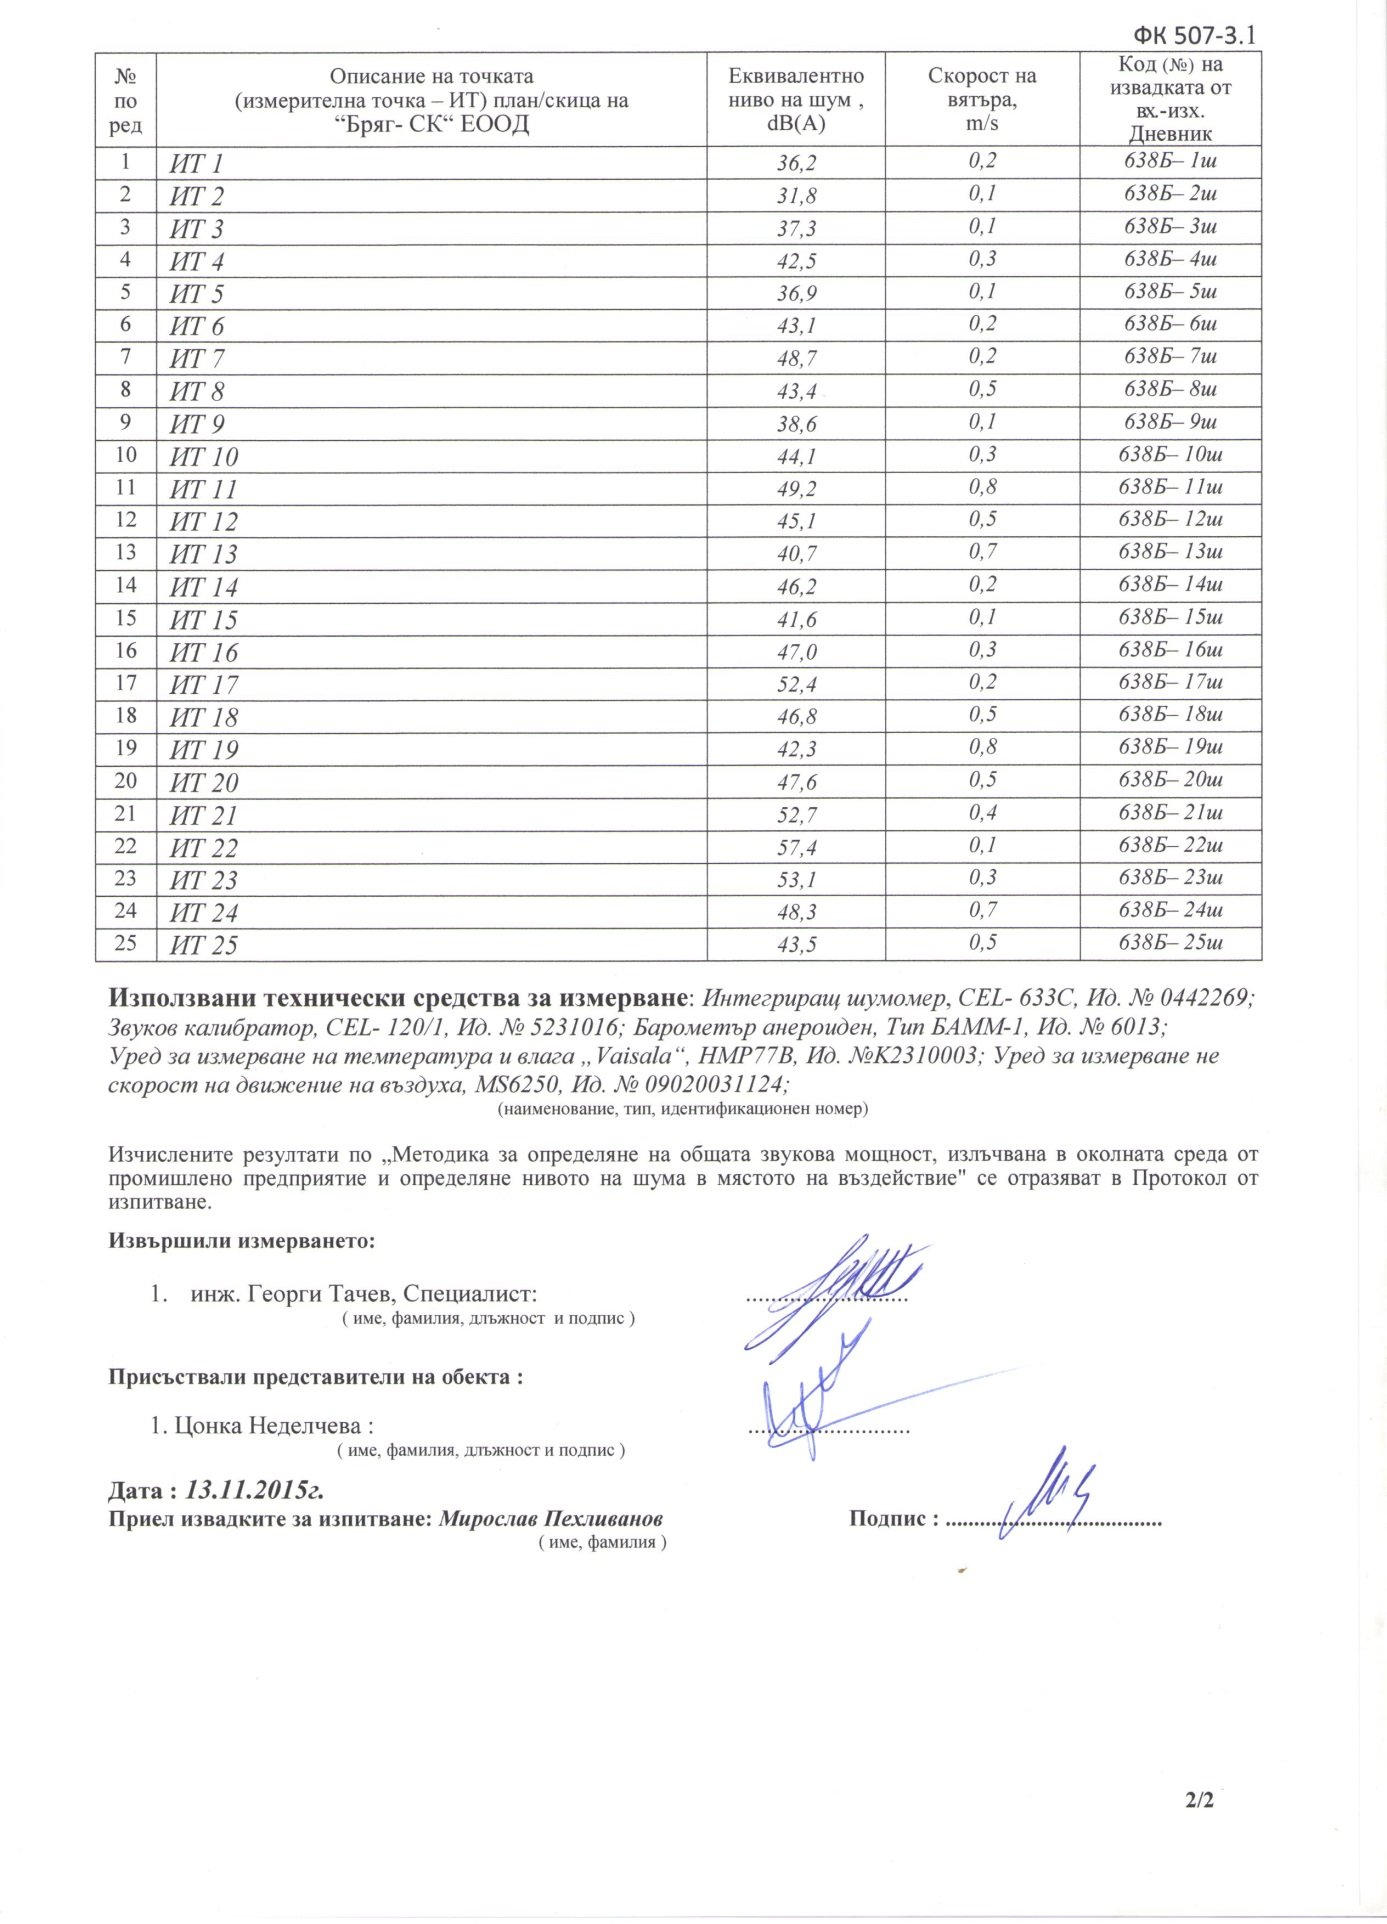 ФК 507-3.1
№ по ред | Описание на точката (измерителна точка – ИТ) план/скица на “Бряг- СК“ ЕООД | Еквивалентно ниво на шум , dB(A) | Скорост на вятъра, m/s | Код (№) на извадката от вх.-изх. Дневник
1 | ИТ 1 | 36,2 | 0,2 | 638Б– 1ш
2 | ИТ 2 | 31,8 | 0,1 | 638Б– 2ш
3 | ИТ 3 | 37,3 | 0,1 | 638Б– 3ш
4 | ИТ 4 | 42,5 | 0,3 | 638Б– 4ш
5 | ИТ 5 | 36,9 | 0,1 | 638Б– 5ш
6 | ИТ 6 | 43,1 | 0,2 | 638Б– 6ш
7 | ИТ 7 | 48,7 | 0,2 | 638Б– 7ш
8 | ИТ 8 | 43,4 | 0,5 | 638Б– 8ш
9 | ИТ 9 | 38,6 | 0,1 | 638Б– 9ш
10 | ИТ 10 | 44,1 | 0,3 | 638Б– 10ш
11 | ИТ 11 | 49,2 | 0,8 | 638Б– 11ш
12 | ИТ 12 | 45,1 | 0,5 | 638Б– 12ш
13 | ИТ 13 | 40,7 | 0,7 | 638Б– 13ш
14 | ИТ 14 | 46,2 | 0,2 | 638Б– 14ш
15 | ИТ 15 | 41,6 | 0,1 | 638Б– 15ш
16 | ИТ 16 | 47,0 | 0,3 | 638Б– 16ш
17 | ИТ 17 | 52,4 | 0,2 | 638Б– 17ш
18 | ИТ 18 | 46,8 | 0,5 | 638Б– 18ш
19 | ИТ 19 | 42,3 | 0,8 | 638Б– 19ш
20 | ИТ 20 | 47,6 | 0,5 | 638Б– 20ш
21 | ИТ 21 | 52,7 | 0,4 | 638Б– 21ш
22 | ИТ 22 | 57,4 | 0,1 | 638Б– 22ш
23 | ИТ 23 | 53,1 | 0,3 | 638Б– 23ш
24 | ИТ 24 | 48,3 | 0,7 | 638Б– 24ш
25 | ИТ 25 | 43,5 | 0,5 | 638Б– 25ш
Използвани технически средства за измерване: Интегриращ шумомер, CEL- 633C, Ид. № 0442269;
Звуков калибратор, CEL- 120/1, Ид. № 5231016; Барометър анероиден, Тип БАММ-1, Ид. № 6013;
Уред за измерване на температура и влага „Vaisala“, HMP77B, Ид. №K2310003; Уред за измерване не
скорост на движение на въздуха, MS6250, Ид. № 09020031124;
(наименование, тип, идентификационен номер)
Изчислените резултати по „Методика за определяне на общата звукова мощност, излъчвана в околната среда от
промишлено предприятие и определяне нивото на шума в мястото на въздействие" се отразяват в Протокол от
изпитване.
Извършили измерването:
1. инж. Георги Тачев, Специалист: ...........................
( име, фамилия, длъжност и подпис )
Присъствали представители на обекта :
1. Цонка Неделчева : ...........................
( име, фамилия, длъжност и подпис )
Дата : 13.11.2015г.
Приел извадките за изпитване: Мирослав Пехливанов Подпис : ......................................
( име, фамилия )
2/2